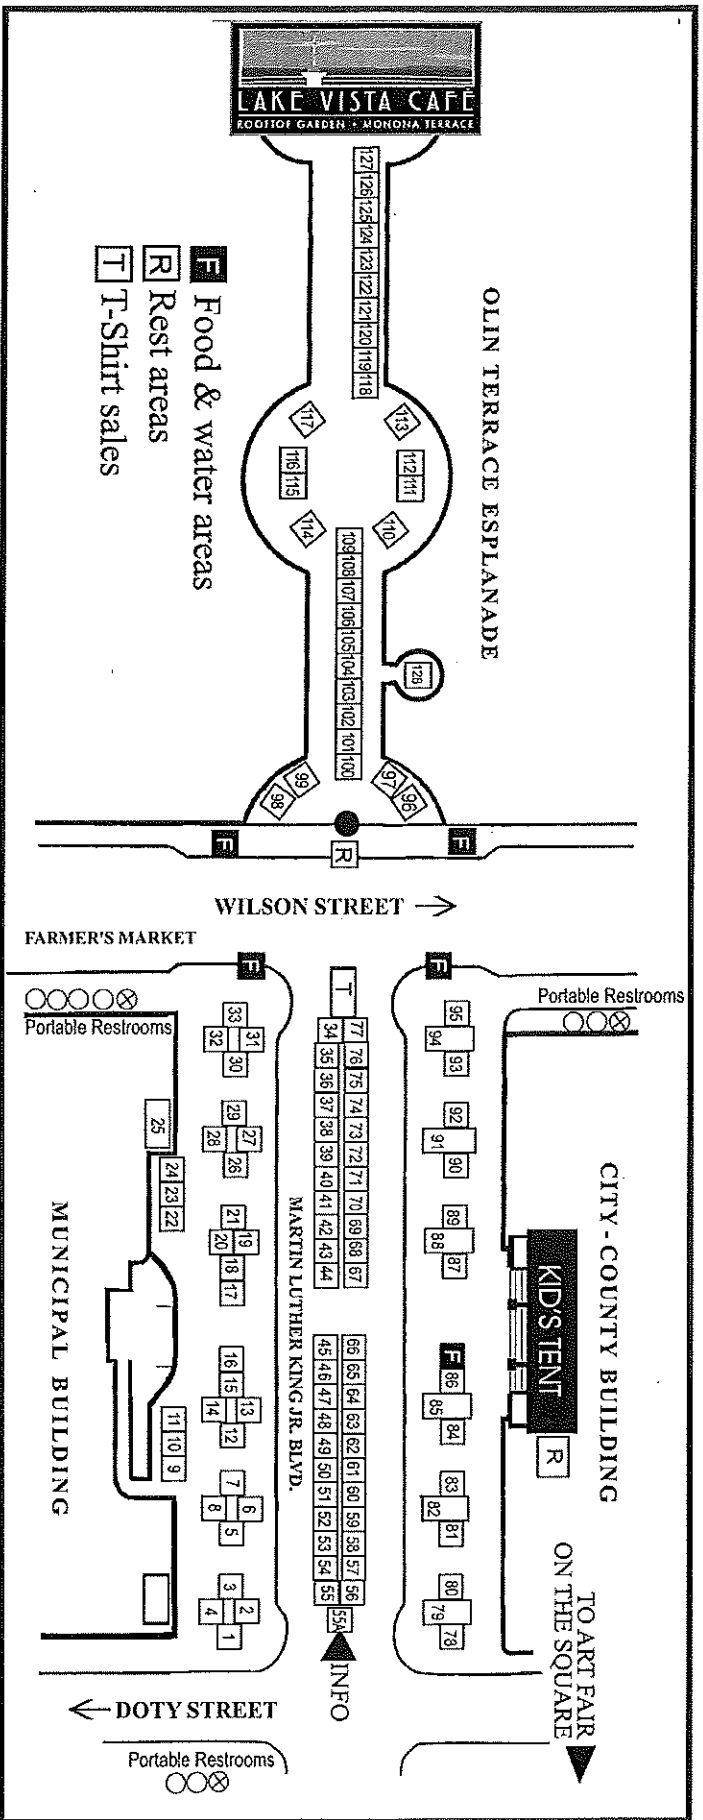 LAKE VISTA CAFÉ
ROOFTOP GARDEN • MONONA TERRACE
127 126 125 124 123 122 121 120 119 118
OLIN TERRACE ESPLANADE
F Food & water areas
R Rest areas
T T-Shirt sales
117
113
116 115
112 111
114
110
109 108 107 106 105 104 103 102 101 100
128
99
98
97
96
F
R
F
WILSON STREET →
FARMER'S MARKET
F
F
Portable Restrooms
Portable Restrooms
T
33
32 31
30
29
28 27
26
25
24 23 22
21
20 19
18
17
16
15
14 13
12
11 10 9
7
8 6
5
3
4 2
1
34 35 36 37 38 39 40 41 42 43 44
77 76 75 74 73 72 71 70 69 68 67
45 46 47 48 49 50 51 52 53 54 55
66 65 64 63 62 61 60 59 58 57 56
55A
95
94
93
92
91
90
89
88
87
F
86
85
84
83
82
81
80
79
78
MARTIN LUTHER KING JR. BLVD.
MUNICIPAL BUILDING
CITY-COUNTY BUILDING
KID'S TENT
R
INFO
TO ART FAIR
ON THE SQUARE
← DOTY STREET
Portable Restrooms